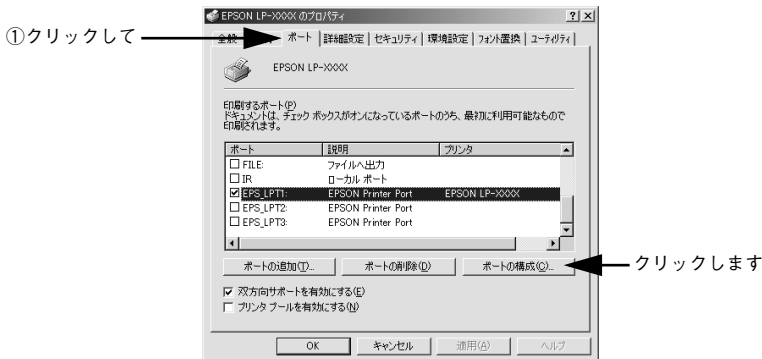 EPSON LP-XXXX のプロパティ
①クリックして
全般
ポート
詳細設定
セキュリティ
環境設定
フォント置換
ユーティリティ
EPSON LP-XXXX
印刷するポート(P)
ドキュメントは、チェック ボックスがオンになっているポートのうち、最初に利用可能なもので
印刷されます。
ポート 説明 プリンタ
FILE: ファイルへ出力
IR ローカル ポート
EPS_LPT1: EPSON Printer Port EPSON LP-XXXX
EPS_LPT2: EPSON Printer Port
EPS_LPT3: EPSON Printer Port
ポートの追加(T)... ポートの削除(D) ポートの構成(C)...
クリックします
双方向サポートを有効にする(E)
プリンタ プールを有効にする(N)
OK キャンセル 適用(A) ヘルプ